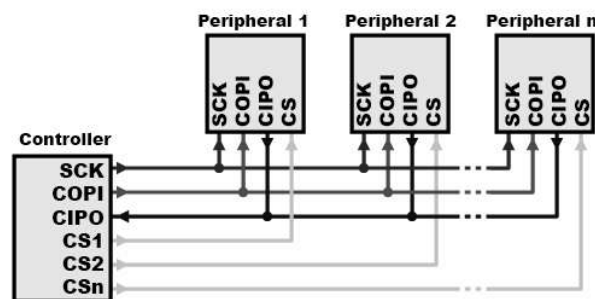 Peripheral 1
Peripheral 2
Peripheral n
SCK COPI CIPO CS
SCK COPI CIPO CS
SCK COPI CIPO CS
Controller
SCK
COPI
CIPO
CS1
CS2
CSn